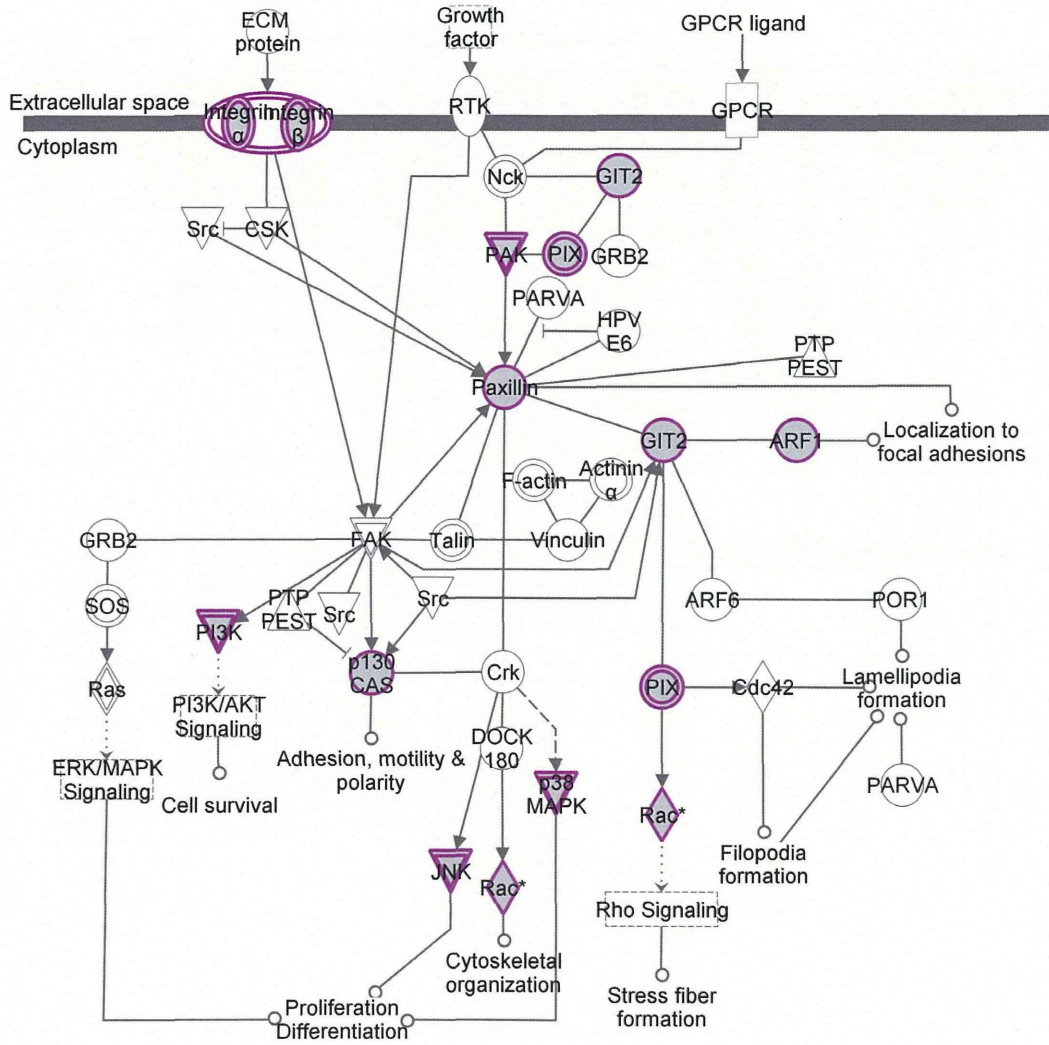 ECM
protein
Growth
factor
GPCR ligand
Extracellular space
Integrin
α
Integrin
β
RTK
GPCR
Cytoplasm
Nck
GIT2
Src
CSK
PAK
PIX
GRB2
PARVA
HPV
E6
PTP
PEST
Paxillin
GIT2
ARF1
Localization to
focal adhesions
F-actin
Actinin
α
GRB2
FAK
Talin
Vinculin
SOS
PI3K
PTP
PEST
Src
Src
ARF6
POR1
p130
CAS
Crk
PIX
Cdc42
Lamellipodia
formation
Ras
PI3K/AKT
Signaling
Adhesion, motility &
polarity
DOCK
180
p38
MAPK
PARVA
ERK/MAPK
Signaling
Cell survival
Rac*
JNK
Rac*
Filopodia
formation
Rho Signaling
Cytoskeletal
organization
Stress fiber
formation
Proliferation
Differentiation